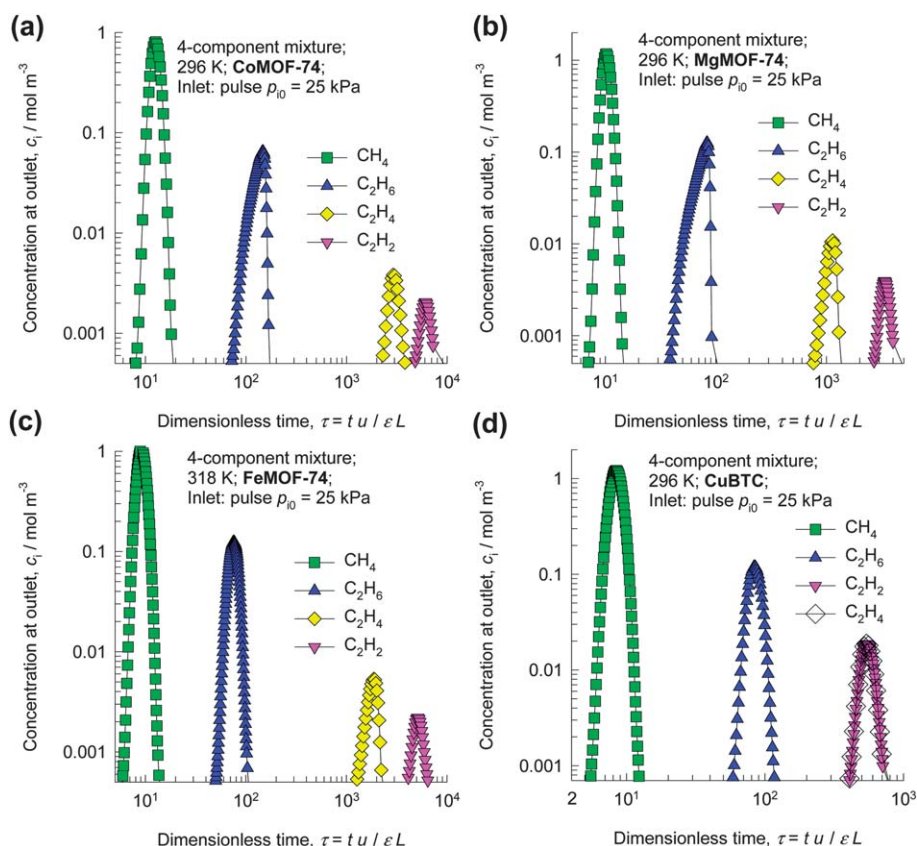 (a)
4-component mixture;
296 K; CoMOF-74;
Inlet: pulse pi0 = 25 kPa
CH4
C2H6
C2H4
C2H2
Concentration at outlet, ci / mol m-3
1
0.1
0.01
0.001
10¹ 10² 10³ 10⁴
Dimensionless time, τ = t u / ε L
(b)
4-component mixture;
296 K; MgMOF-74;
Inlet: pulse pi0 = 25 kPa
CH4
C2H6
C2H4
C2H2
Concentration at outlet, ci / mol m-3
1
0.1
0.01
0.001
10¹ 10² 10³
Dimensionless time, τ = t u / ε L
(c)
4-component mixture;
318 K; FeMOF-74;
Inlet: pulse pi0 = 25 kPa
CH4
C2H6
C2H4
C2H2
Concentration at outlet, ci / mol m-3
1
0.1
0.01
0.001
10¹ 10² 10³ 10⁴
Dimensionless time, τ = t u / ε L
(d)
4-component mixture;
296 K; CuBTC;
Inlet: pulse pi0 = 25 kPa
CH4
C2H6
C2H2
C2H4
Concentration at outlet, ci / mol m-3
1
0.1
0.01
0.001
2 10¹ 10² 10³
Dimensionless time, τ = t u / ε L